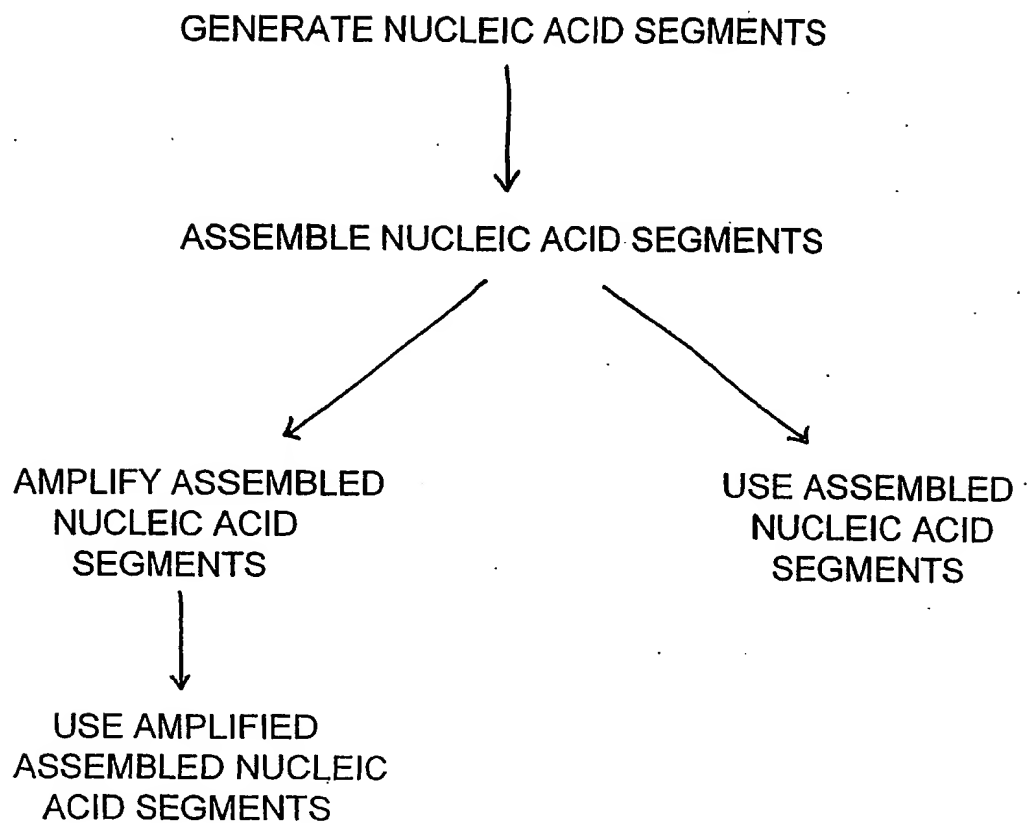 GENERATE NUCLEIC ACID SEGMENTS
ASSEMBLE NUCLEIC ACID SEGMENTS
AMPLIFY ASSEMBLED
NUCLEIC ACID
SEGMENTS
USE ASSEMBLED
NUCLEIC ACID
SEGMENTS
USE AMPLIFIED
ASSEMBLED NUCLEIC
ACID SEGMENTS